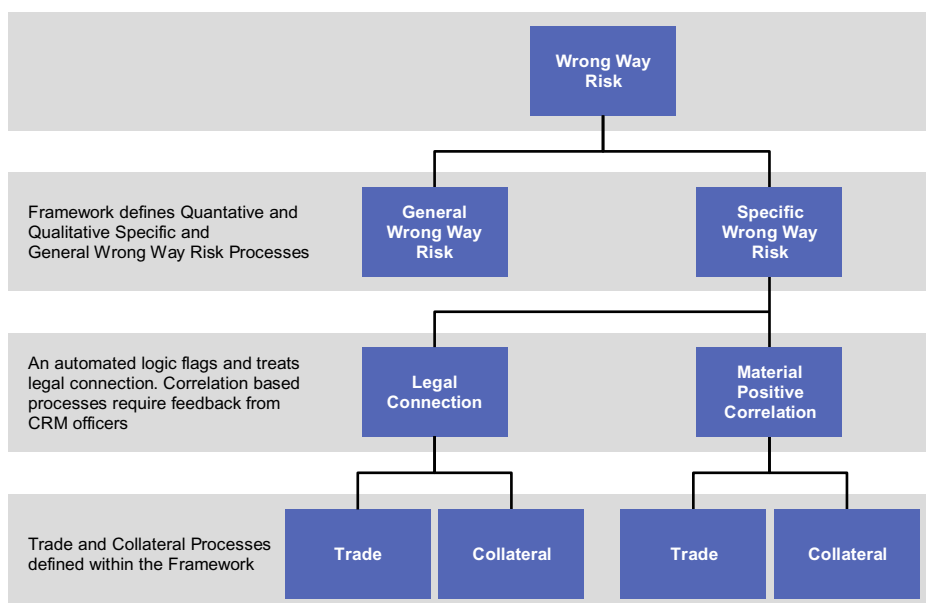 Wrong Way
Risk
Framework defines Quantative and
Qualitative Specific and
General Wrong Way Risk Processes
General
Wrong Way
Risk
Specific
Wrong Way
Risk
An automated logic flags and treats
legal connection. Correlation based
processes require feedback from
CRM officers
Legal
Connection
Material
Positive
Correlation
Trade and Collateral Processes
defined within the Framework
Trade
Collateral
Trade
Collateral